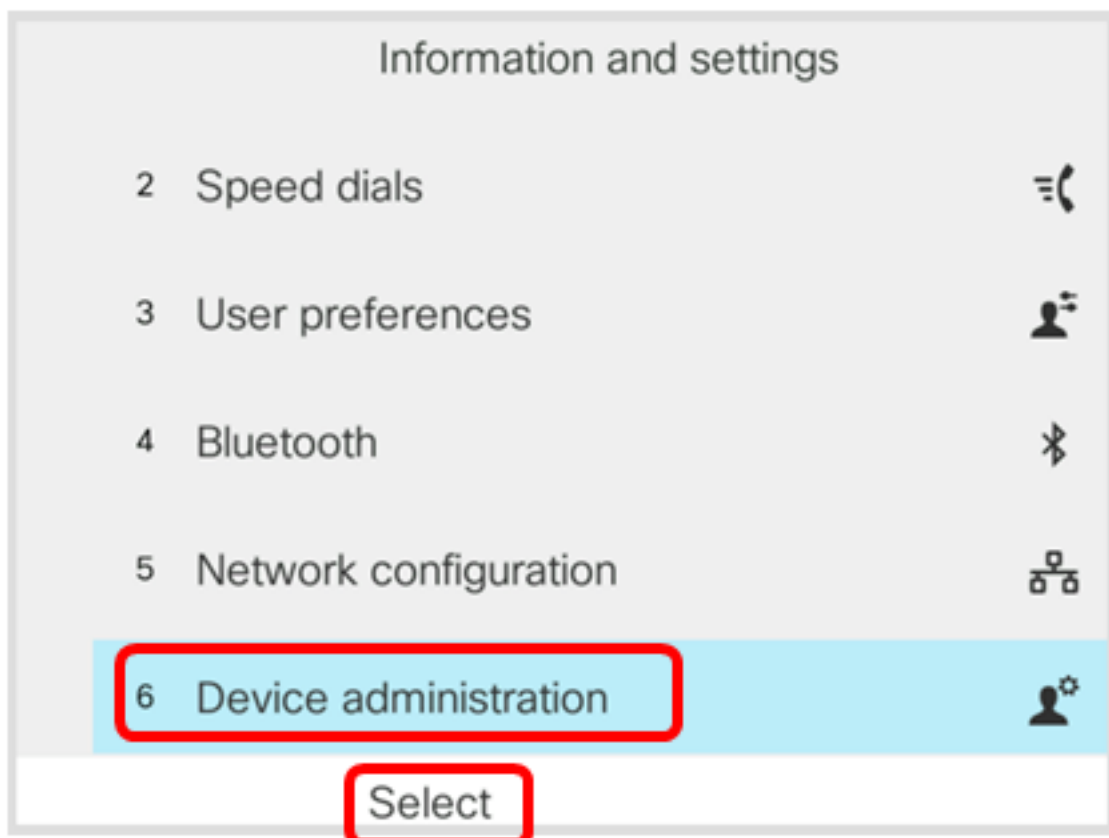 Information and settings
2 Speed dials
3 User preferences
4 Bluetooth
5 Network configuration
6 Device administration
Select